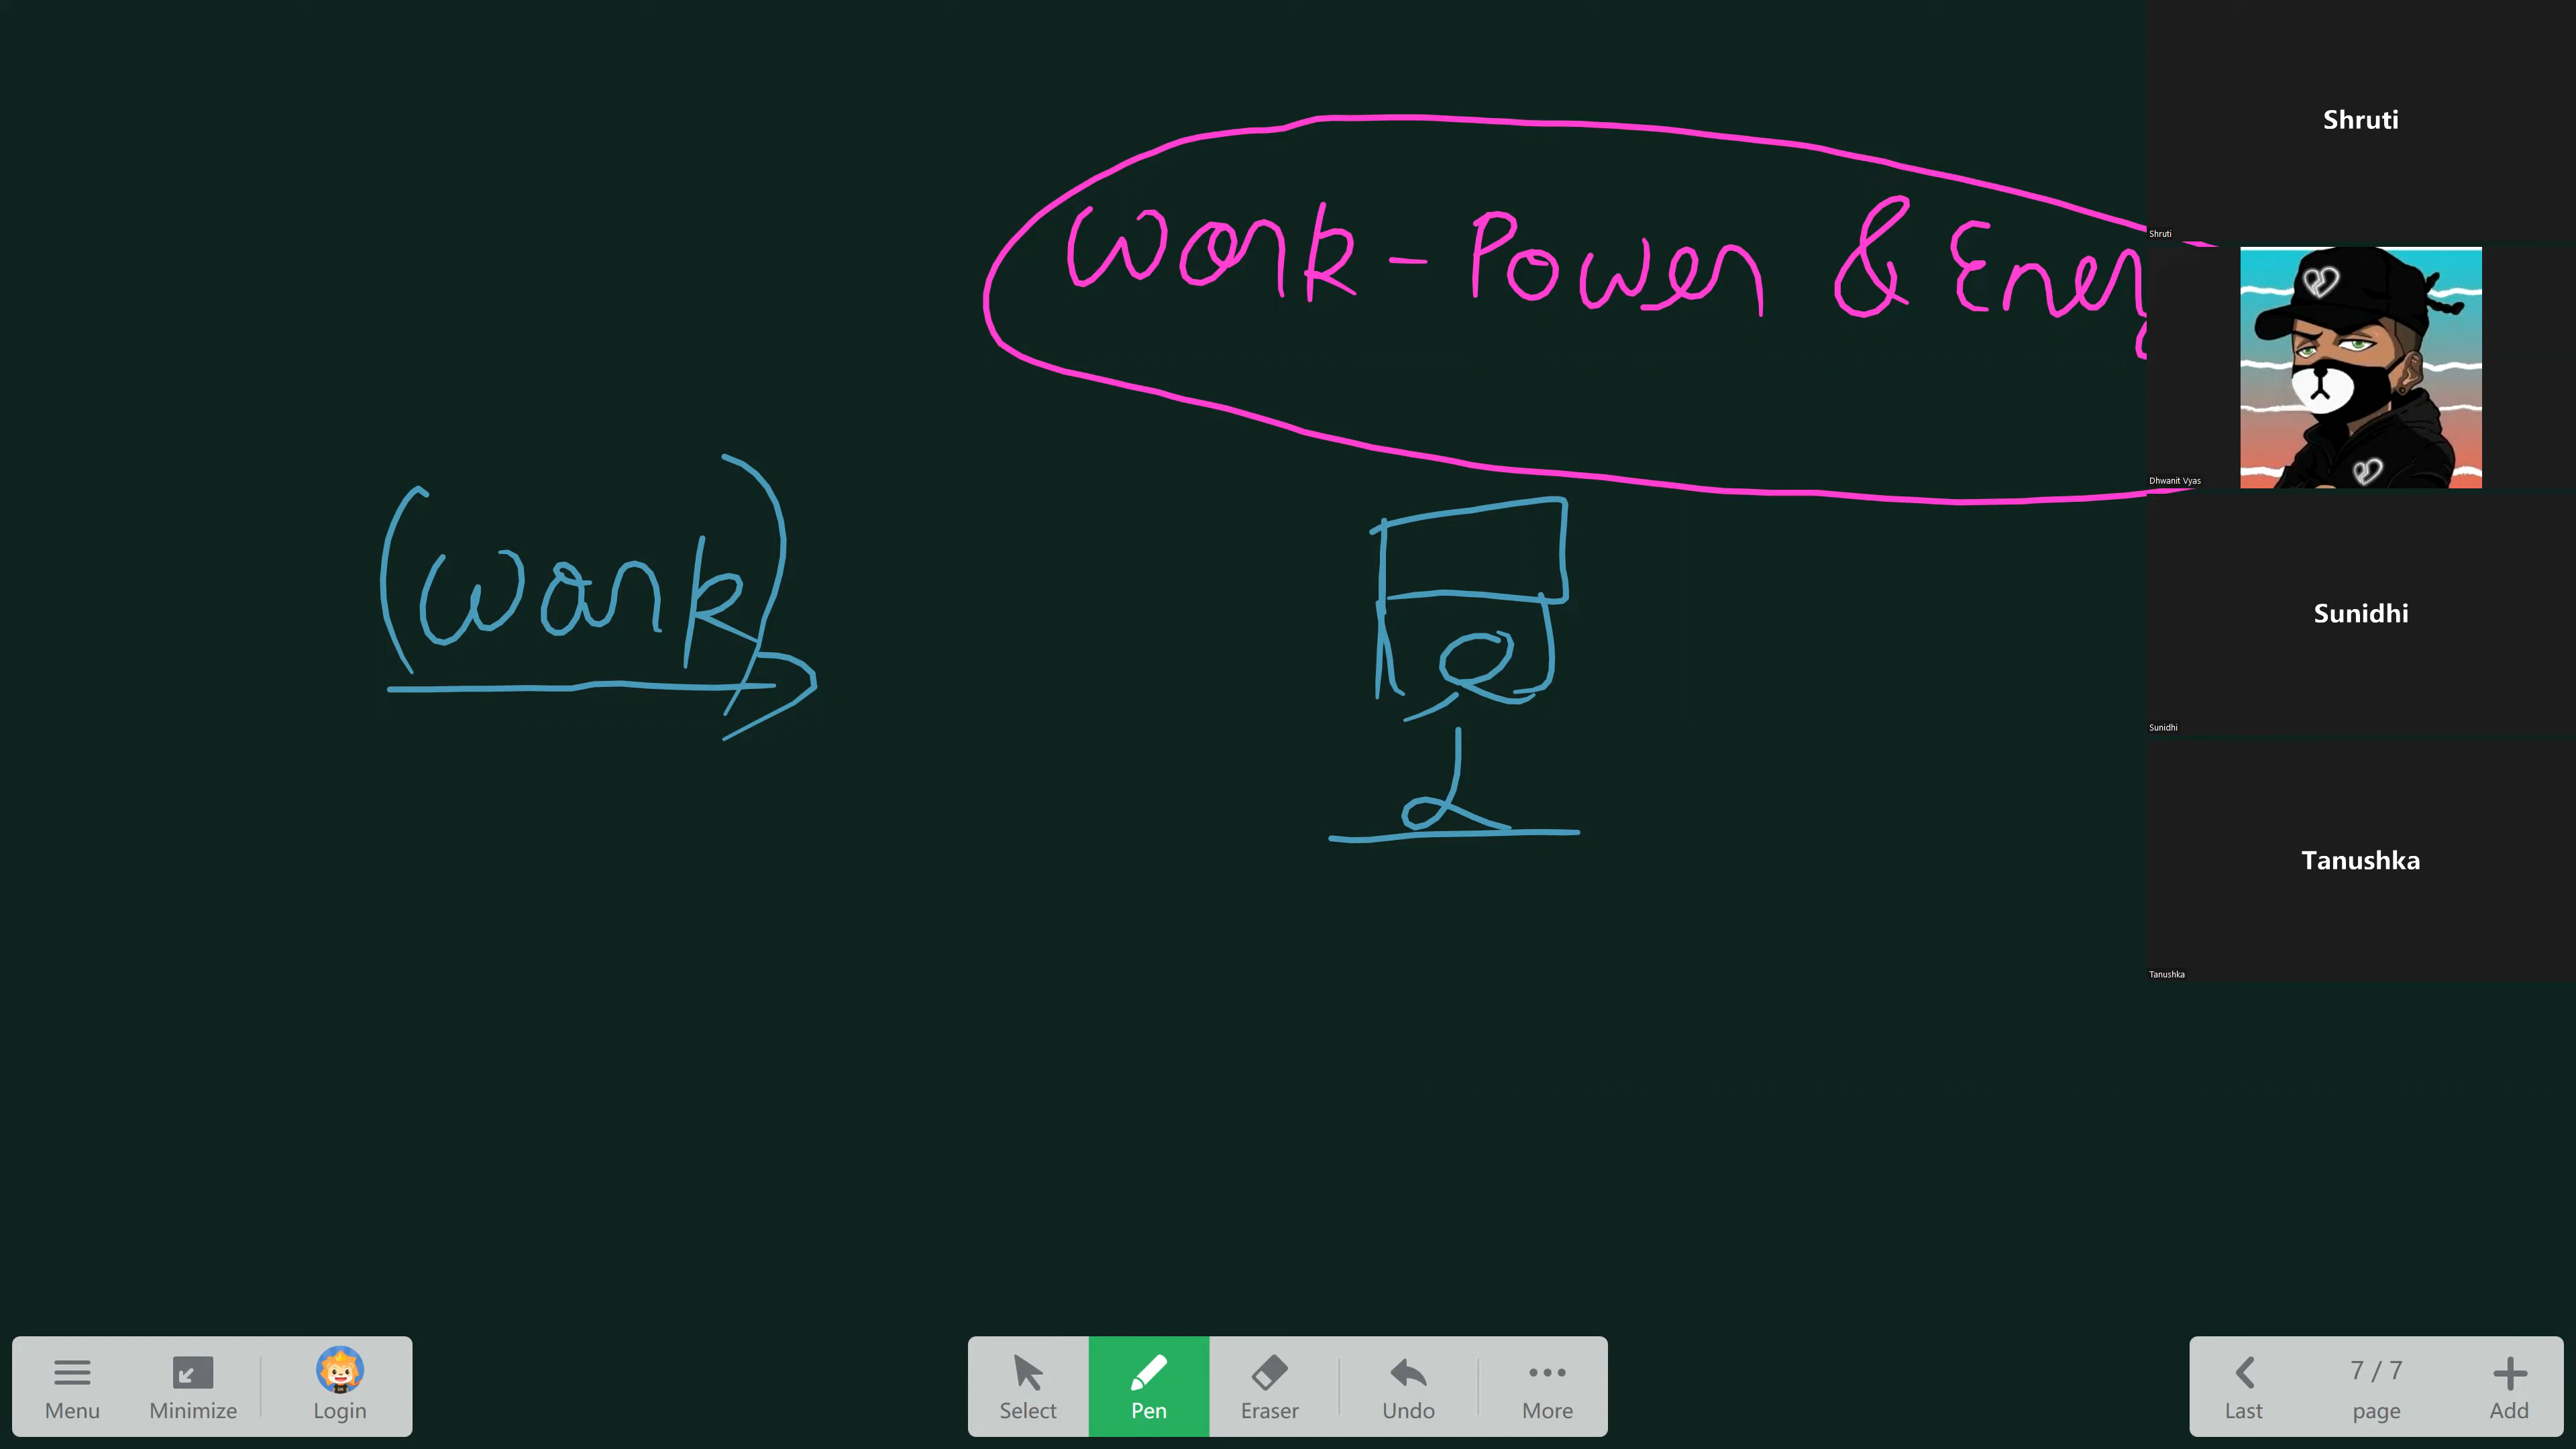 Shruti
Work - Power & Energ
Shruti
Dhwanit Vyas
(Work)
Sunidhi
Sunidhi
Tanushka
Tanushka
Menu Minimize Login
Select Pen Eraser Undo More
Last 7 / 7 page Add